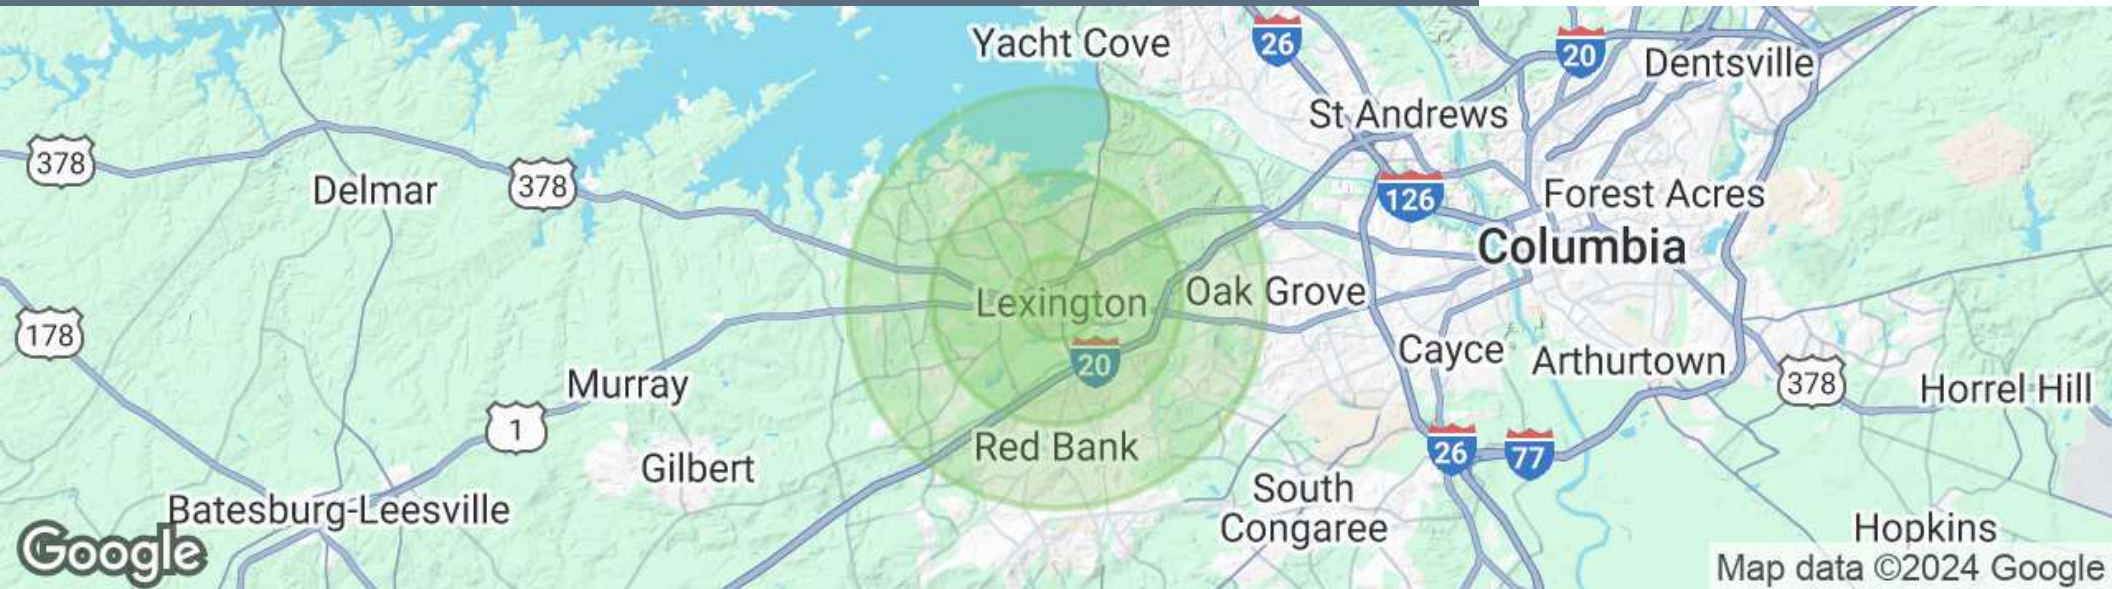 Yacht Cove
26
20
Dentsville
St Andrews
378
Delmar
378
126
Forest Acres
Columbia
Lexington
Oak Grove
178
20
Cayce
Arthurtown
Murray
378
Horrel Hill
1
Red Bank
26
77
Gilbert
South
Congaree
Batesburg-Leesville
Hopkins
Google
Map data ©2024 Google